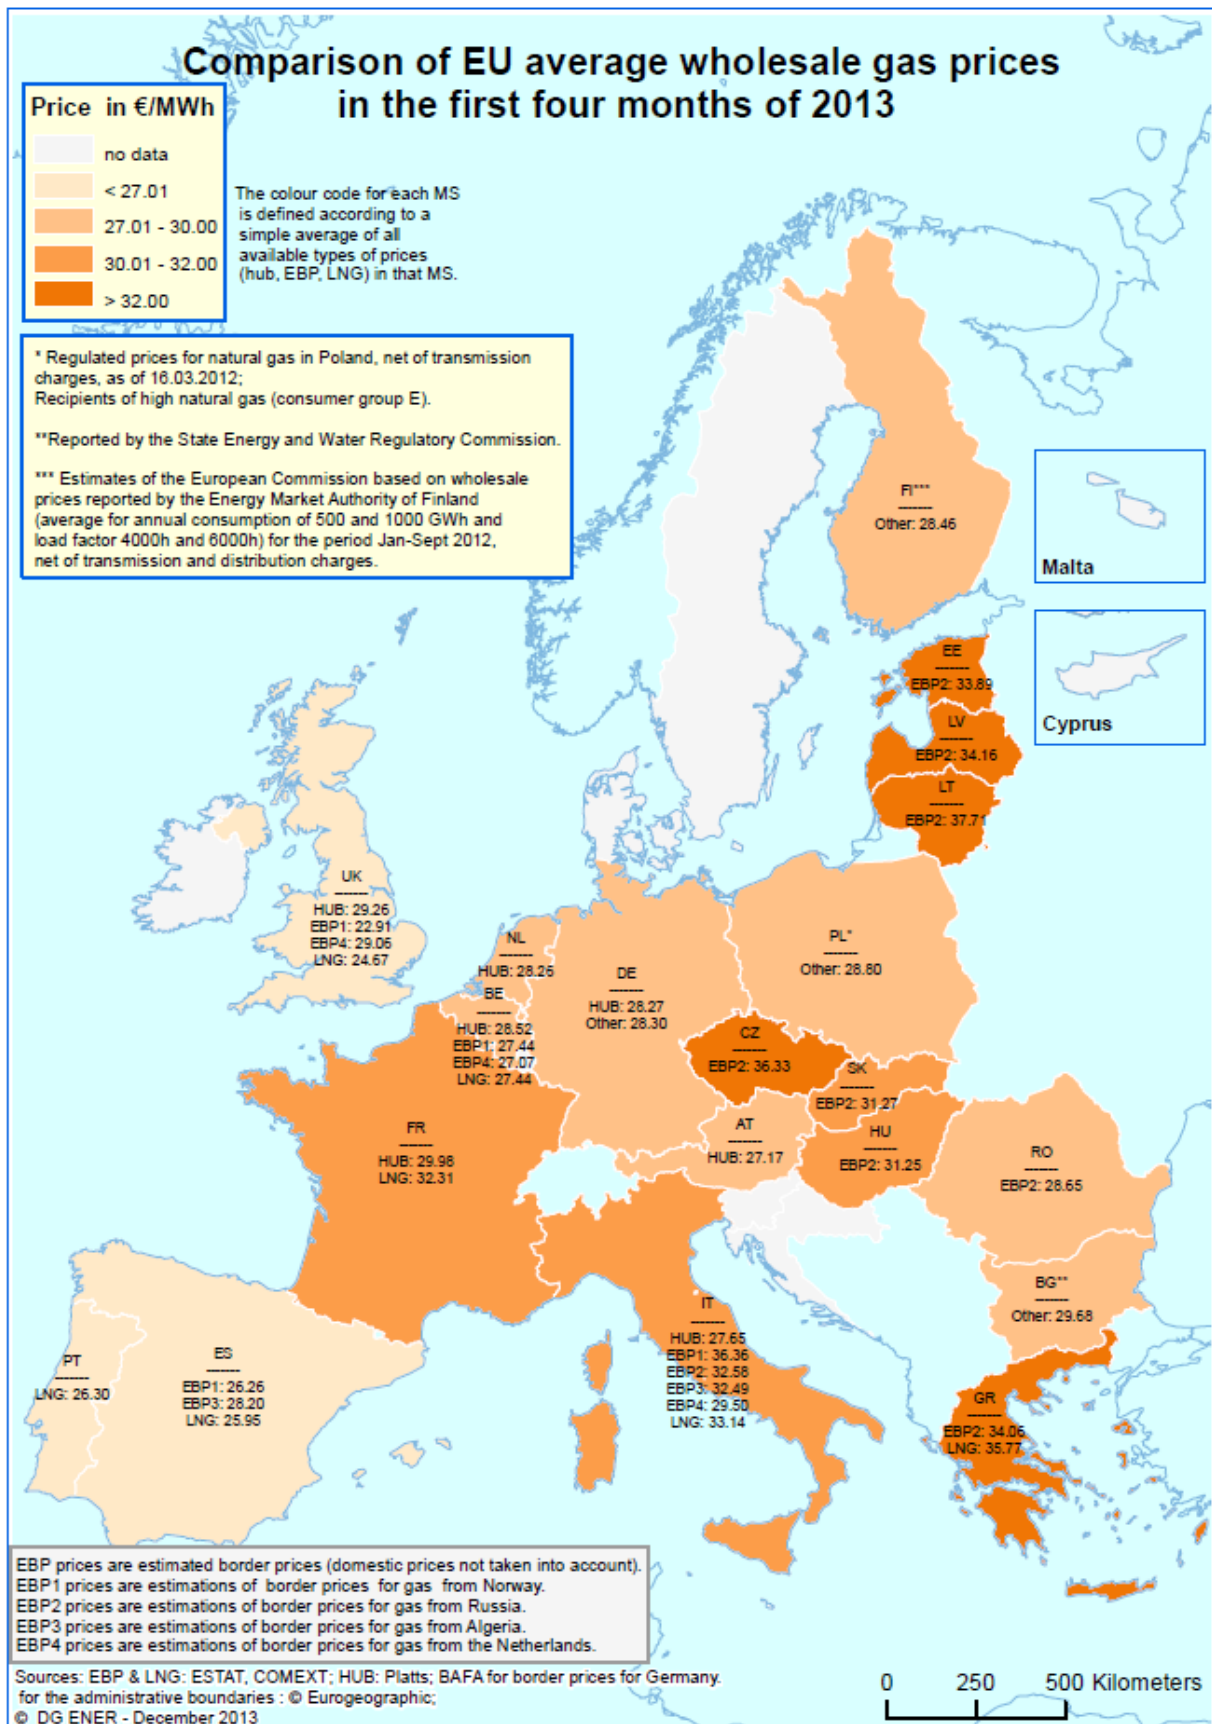 Comparison of EU average wholesale gas prices
in the first four months of 2013
Price in €/MWh
no data
< 27.01
27.01 - 30.00
30.01 - 32.00
> 32.00
The colour code for each MS
is defined according to a
simple average of all
available types of prices
(hub, EBP, LNG) in that MS.
* Regulated prices for natural gas in Poland, net of transmission
charges, as of 16.03.2012;
Recipients of high natural gas (consumer group E).
**Reported by the State Energy and Water Regulatory Commission.
*** Estimates of the European Commission based on wholesale
prices reported by the Energy Market Authority of Finland
(average for annual consumption of 500 and 1000 GWh and
load factor 4000h and 6000h) for the period Jan-Sept 2012,
net of transmission and distribution charges.
FI***
-------
Other: 28.46
Malta
Cyprus
EE
-------
EBP2: 33.89
LV
-------
EBP2: 34.16
LT
-------
EBP2: 37.71
UK
-------
HUB: 29.26
EBP1: 22.91
EBP4: 29.06
LNG: 24.67
NL
-------
HUB: 28.26
BE
-------
HUB: 28.52
EBP1: 27.44
EBP4: 27.07
LNG: 27.44
DE
-------
HUB: 28.27
Other: 28.30
PL*
-------
Other: 28.80
CZ
-------
EBP2: 36.33
SK
-------
EBP2: 31.27
AT
-------
HUB: 27.17
HU
-------
EBP2: 31.25
RO
-------
EBP2: 28.65
BG**
-------
Other: 29.68
FR
-------
HUB: 29.98
LNG: 32.31
IT
-------
HUB: 27.65
EBP1: 36.36
EBP2: 32.58
EBP3: 32.49
EBP4: 29.50
LNG: 33.14
PT
-------
LNG: 26.30
ES
-------
EBP1: 26.26
EBP3: 28.20
LNG: 25.95
GR
-------
EBP2: 34.06
LNG: 35.77
EBP prices are estimated border prices (domestic prices not taken into account).
EBP1 prices are estimations of border prices for gas from Norway.
EBP2 prices are estimations of border prices for gas from Russia.
EBP3 prices are estimations of border prices for gas from Algeria.
EBP4 prices are estimations of border prices for gas from the Netherlands.
Sources: EBP & LNG: ESTAT, COMEXT; HUB: Platts; BAFA for border prices for Germany.
for the administrative boundaries : © Eurogeographic;
© DG ENER - December 2013
0 250 500 Kilometers